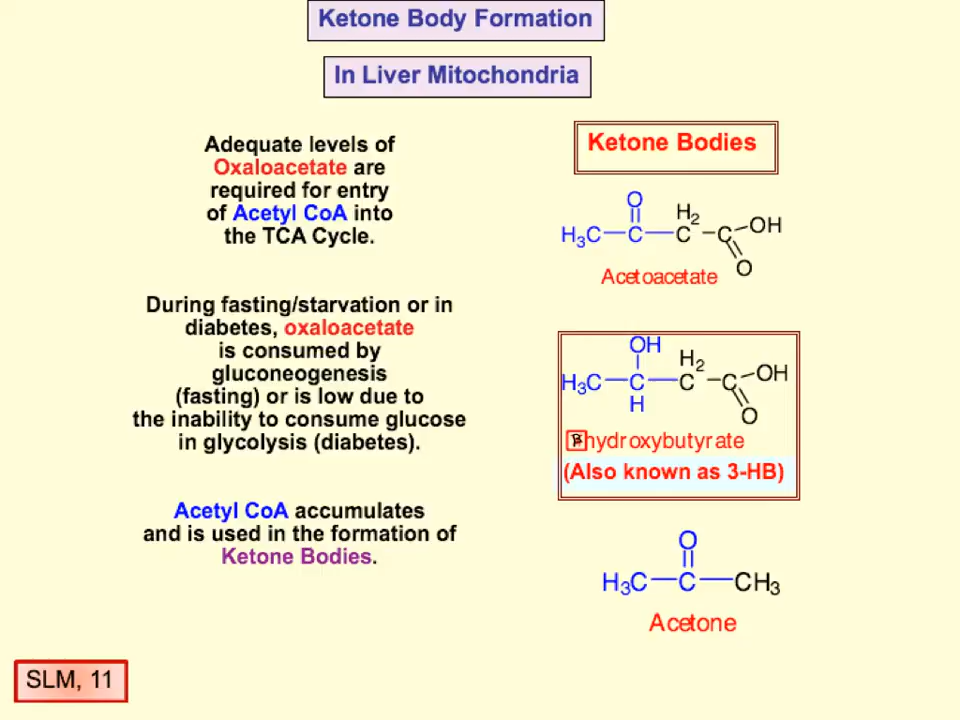 Ketone Body Formation
In Liver Mitochondria
Adequate levels of
Oxaloacetate are
required for entry
of Acetyl CoA into
the TCA Cycle.
During fasting/starvation or in
diabetes, oxaloacetate
is consumed by
gluconeogenesis
(fasting) or is low due to
the inability to consume glucose
in glycolysis (diabetes).
Acetyl CoA accumulates
and is used in the formation of
Ketone Bodies.
Ketone Bodies
O
H2
H3C C C C OH
O
Acetoacetate
OH
H2
H3C C C C OH
H
O
hydroxybutyrate
(Also known as 3-HB)
O
H3C C CH3
Acetone
SLM, 11